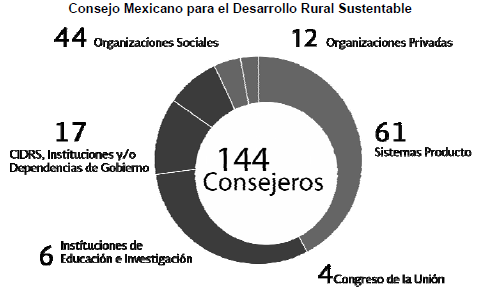 Consejo Mexicano para el Desarrollo Rural Sustentable
44 Organizaciones Sociales
12 Organizaciones Privadas
17
CIDRS, Instituciones y/o
Dependencias de Gobierno
144
Consejeros
61
Sistemas Producto
6 Instituciones de
Educación e Investigación
4 Congreso de la Unión